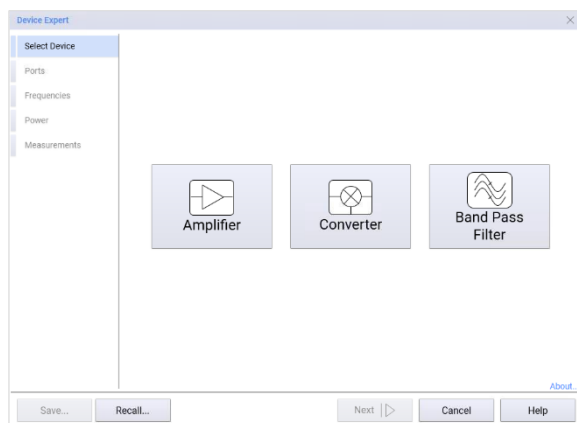 Device Expert
Select Device
Ports
Frequencies
Power
Measurements
Amplifier
Converter
Band Pass
Filter
About...
Save...
Recall...
Next
Cancel
Help